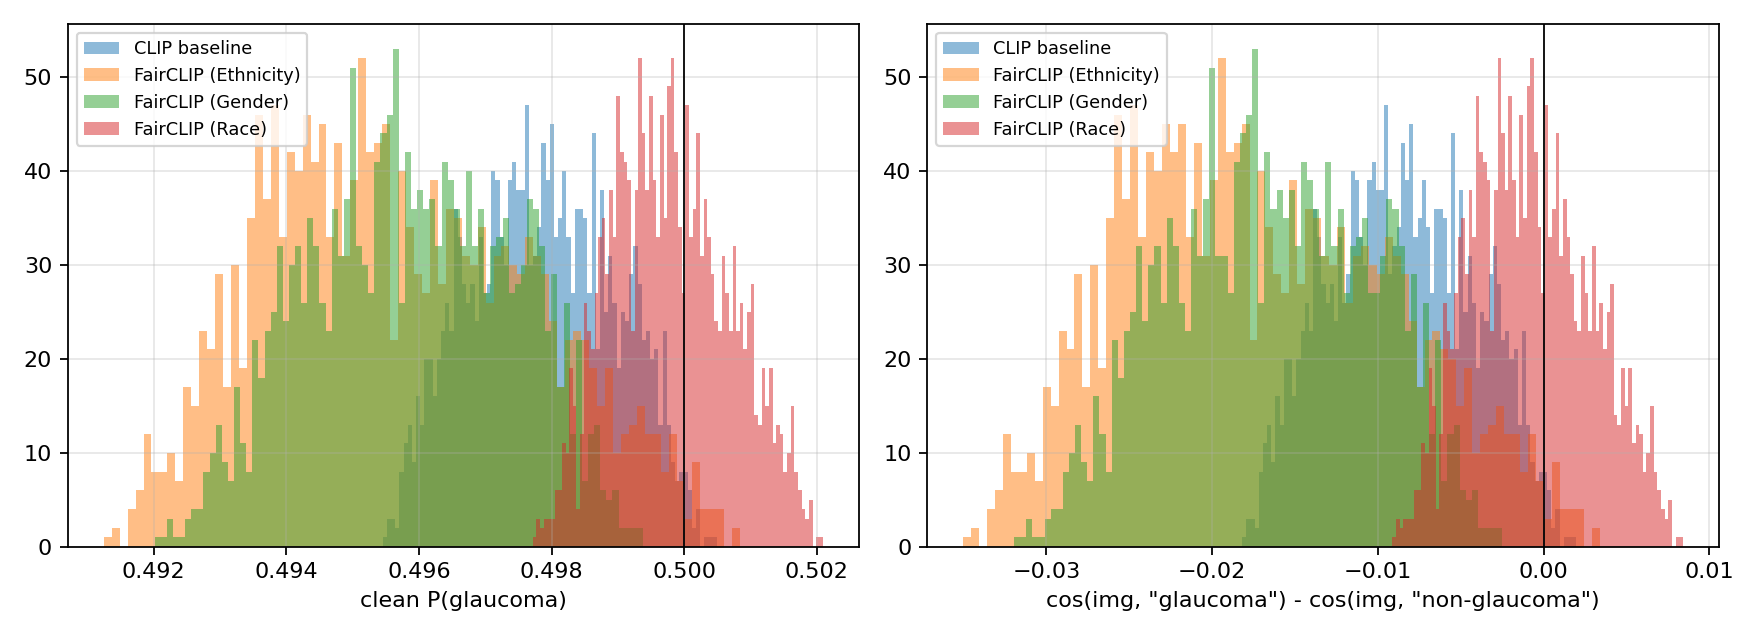 CLIP baseline
FairCLIP (Ethnicity)
FairCLIP (Gender)
FairCLIP (Race)
50
40
30
20
10
0
0.492
0.494
0.496
0.498
0.500
0.502
clean P(glaucoma)
CLIP baseline
FairCLIP (Ethnicity)
FairCLIP (Gender)
FairCLIP (Race)
50
40
30
20
10
0
−0.03
−0.02
−0.01
0.00
0.01
cos(img, "glaucoma") - cos(img, "non-glaucoma")